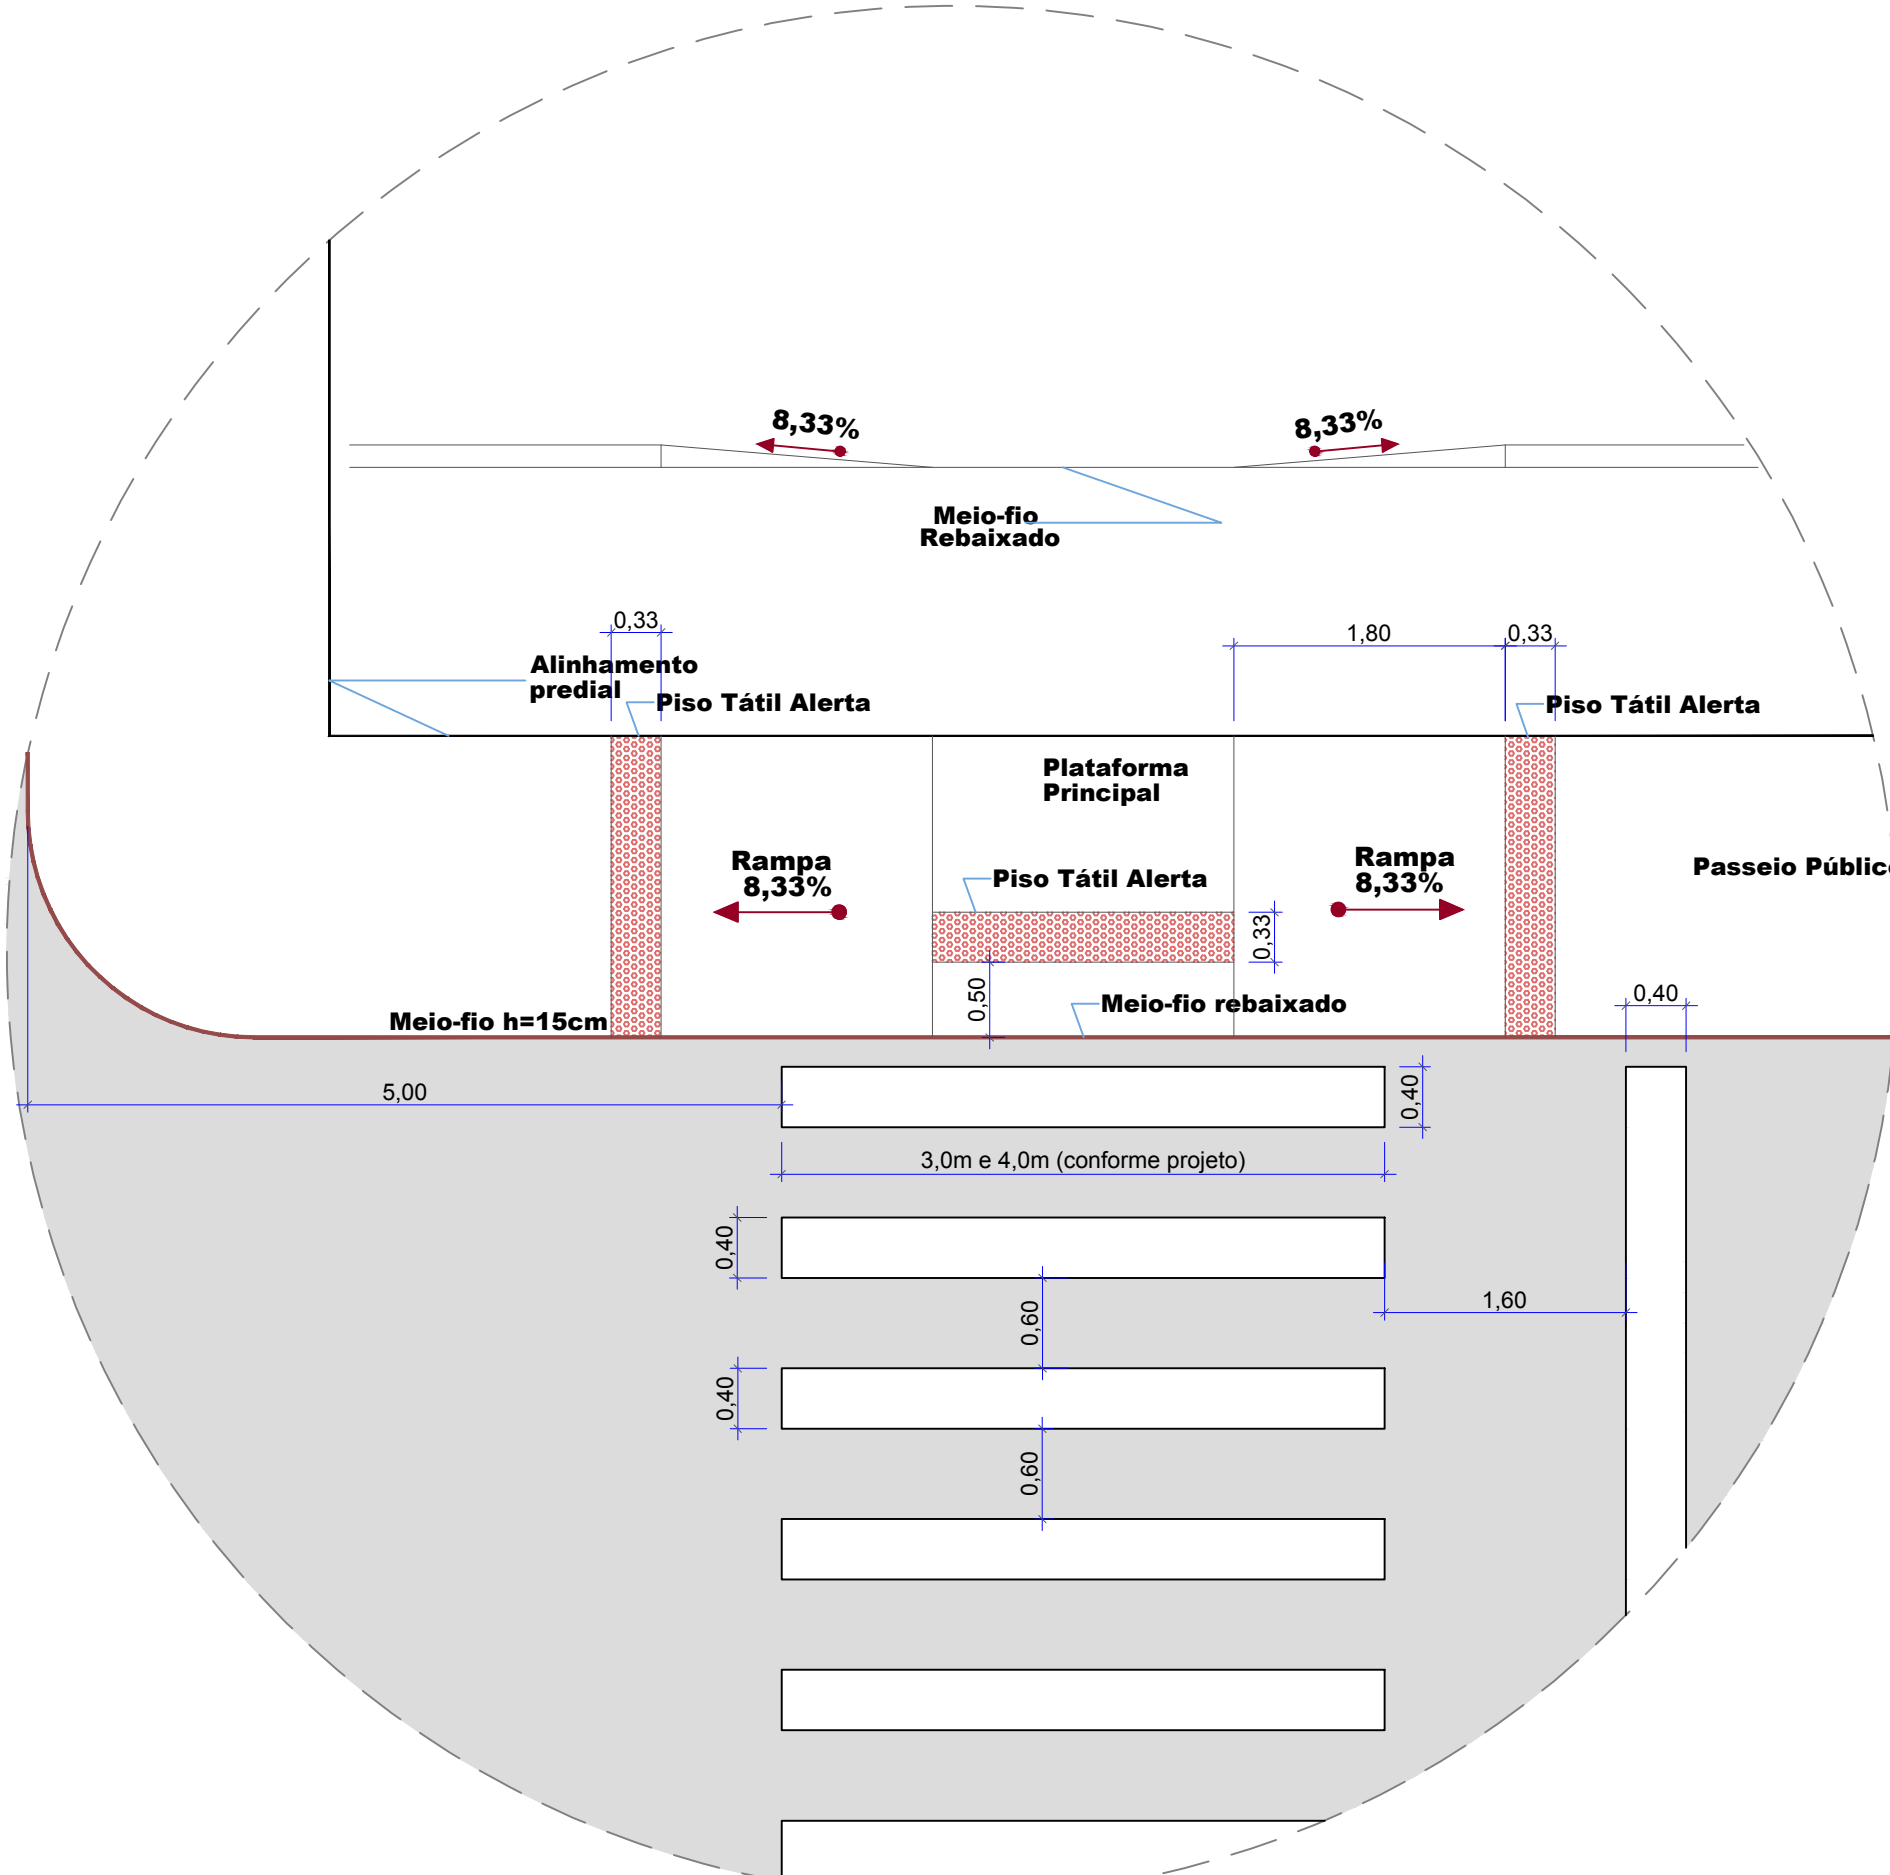 8,33%
8,33%
Meio-fio
Rebaixado
0,33
1,80
0,33
Alinhamento
predial
Piso Tátil Alerta
Piso Tátil Alerta
Plataforma
Principal
Rampa
8,33%
Rampa
8,33%
Passeio Públic
Piso Tátil Alerta
0,33
0,50
Meio-fio rebaixado
0,40
Meio-fio h=15cm
5,00
0,40
3,0m e 4,0m (conforme projeto)
0,40
0,60
1,60
0,40
0,60